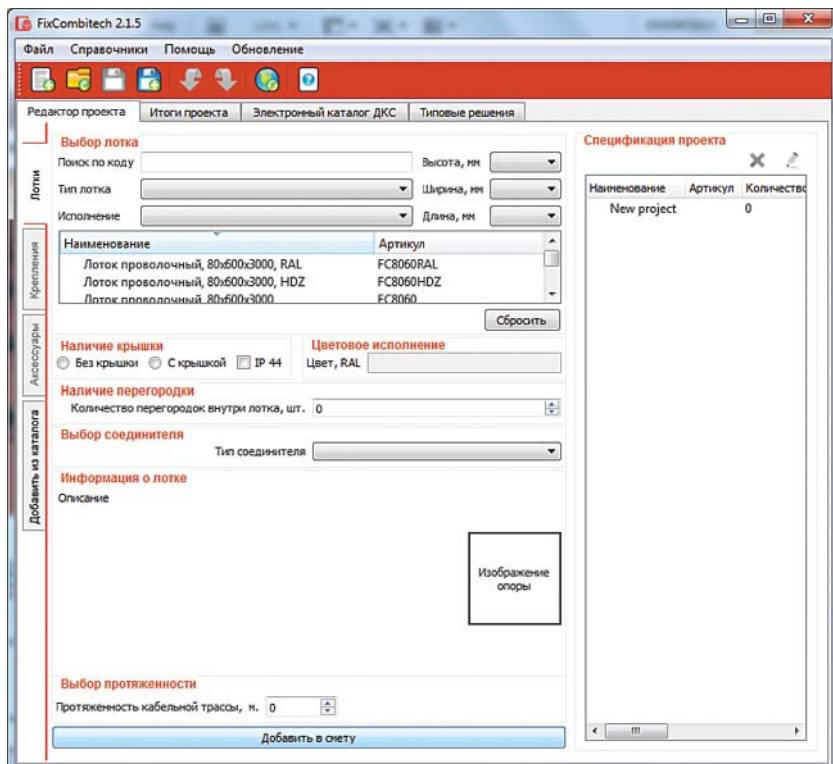 FixCombitech 2.1.5
Файл Справочники Помощь Обновление
Редактор проекта Итоги проекта Электронный каталог ДКС Типовые решения
Лотки
Крепления
Аксессуары
Добавить из каталога
Выбор лотка
Поиск по коду Высота, мм
Тип лотка Ширина, мм
Исполнение Длина, мм
Наименование Артикул
Лоток проволочный, 80х600х3000, RAL FC8060RAL
Лоток проволочный, 80х600х3000, HDZ FC8060HDZ
Лоток проволочный, 80х600х3000 FC8060
Сбросить
Наличие крышки Цветовое исполнение
Без крышки С крышкой IP 44 Цвет, RAL
Наличие перегородки
Количество перегородок внутри лотка, шт. 0
Выбор соединителя
Тип соединителя
Информация о лотке
Описание
Изображение
опоры
Выбор протяженности
Протяженность кабельной трассы, м. 0
Добавить в смету
Спецификация проекта
Наименование Артикул Количество
New project 0